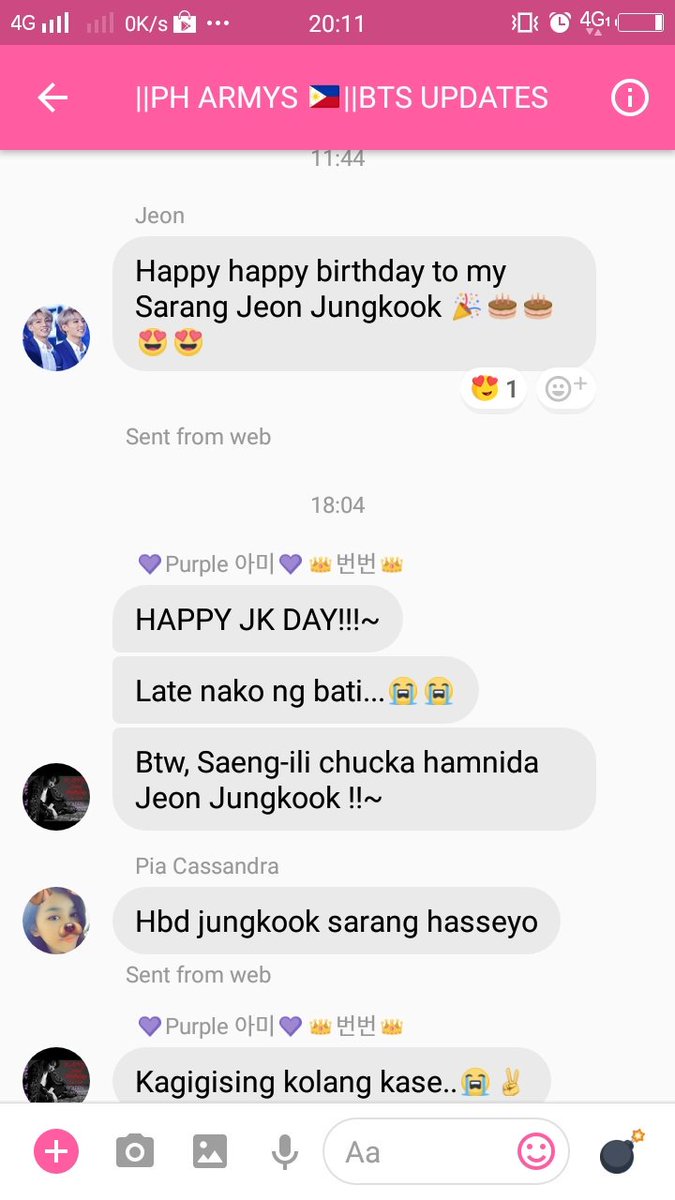 4G 0K/s ... 20:11 4G1
||PH ARMYS 🇵🇭||BTS UPDATES
11:44
Jeon
Happy happy birthday to my
Sarang Jeon Jungkook 🎉🎂🎂
😍😍
😍 1
Sent from web
18:04
💜Purple 아미💜 👑번번👑
HAPPY JK DAY!!!~
Late nako ng bati...😭😭
Btw, Saeng-ili chucka hamnida
Jeon Jungkook !!~
Pia Cassandra
Hbd jungkook sarang hasseyo
Sent from web
💜Purple 아미💜 👑번번👑
Kagigising kolang kase..😭✌
Aa